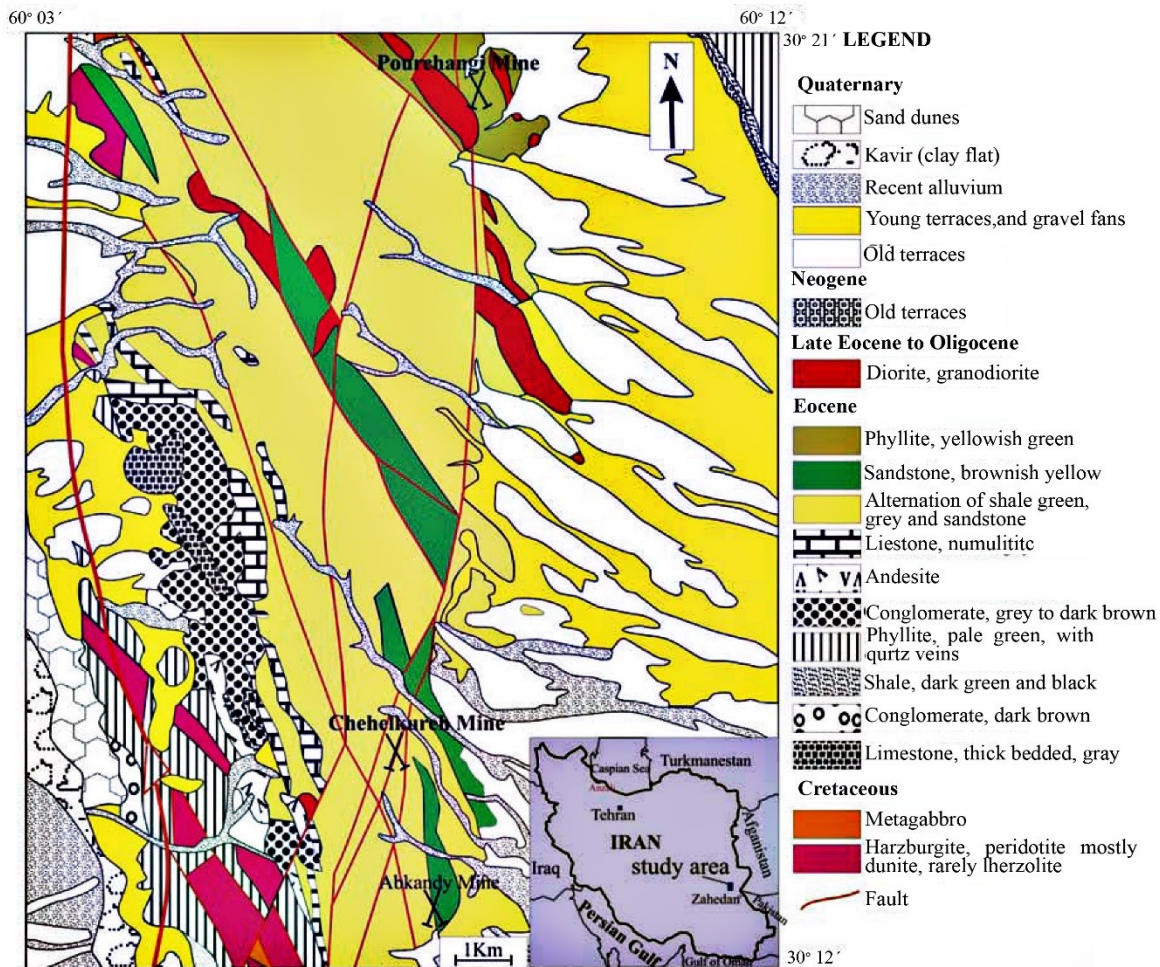 60° 03´
60° 12´
30° 21´ LEGEND
Pourchangi Mine
N
Chehelkureh Mine
Abkandy Mine
1Km
Caspian Sea
Turkmanestan
Anzali
Tehran
IRAN
Afganistan
Iraq
study area
Zahedan
Pakistan
Persian Gulf
Gulf of Oman
30° 12´
Quaternary
Sand dunes
Kavir (clay flat)
Recent alluvium
Young terraces,and gravel fans
Old terraces
Neogene
Old terraces
Late Eocene to Oligocene
Diorite, granodiorite
Eocene
Phyllite, yellowish green
Sandstone, brownish yellow
Alternation of shale green,
grey and sandstone
Liestone, numulititc
Andesite
Conglomerate, grey to dark brown
Phyllite, pale green, with
qurtz veins
Shale, dark green and black
Conglomerate, dark brown
Limestone, thick bedded, gray
Cretaceous
Metagabbro
Harzburgite, peridotite mostly
dunite, rarely lherzolite
Fault